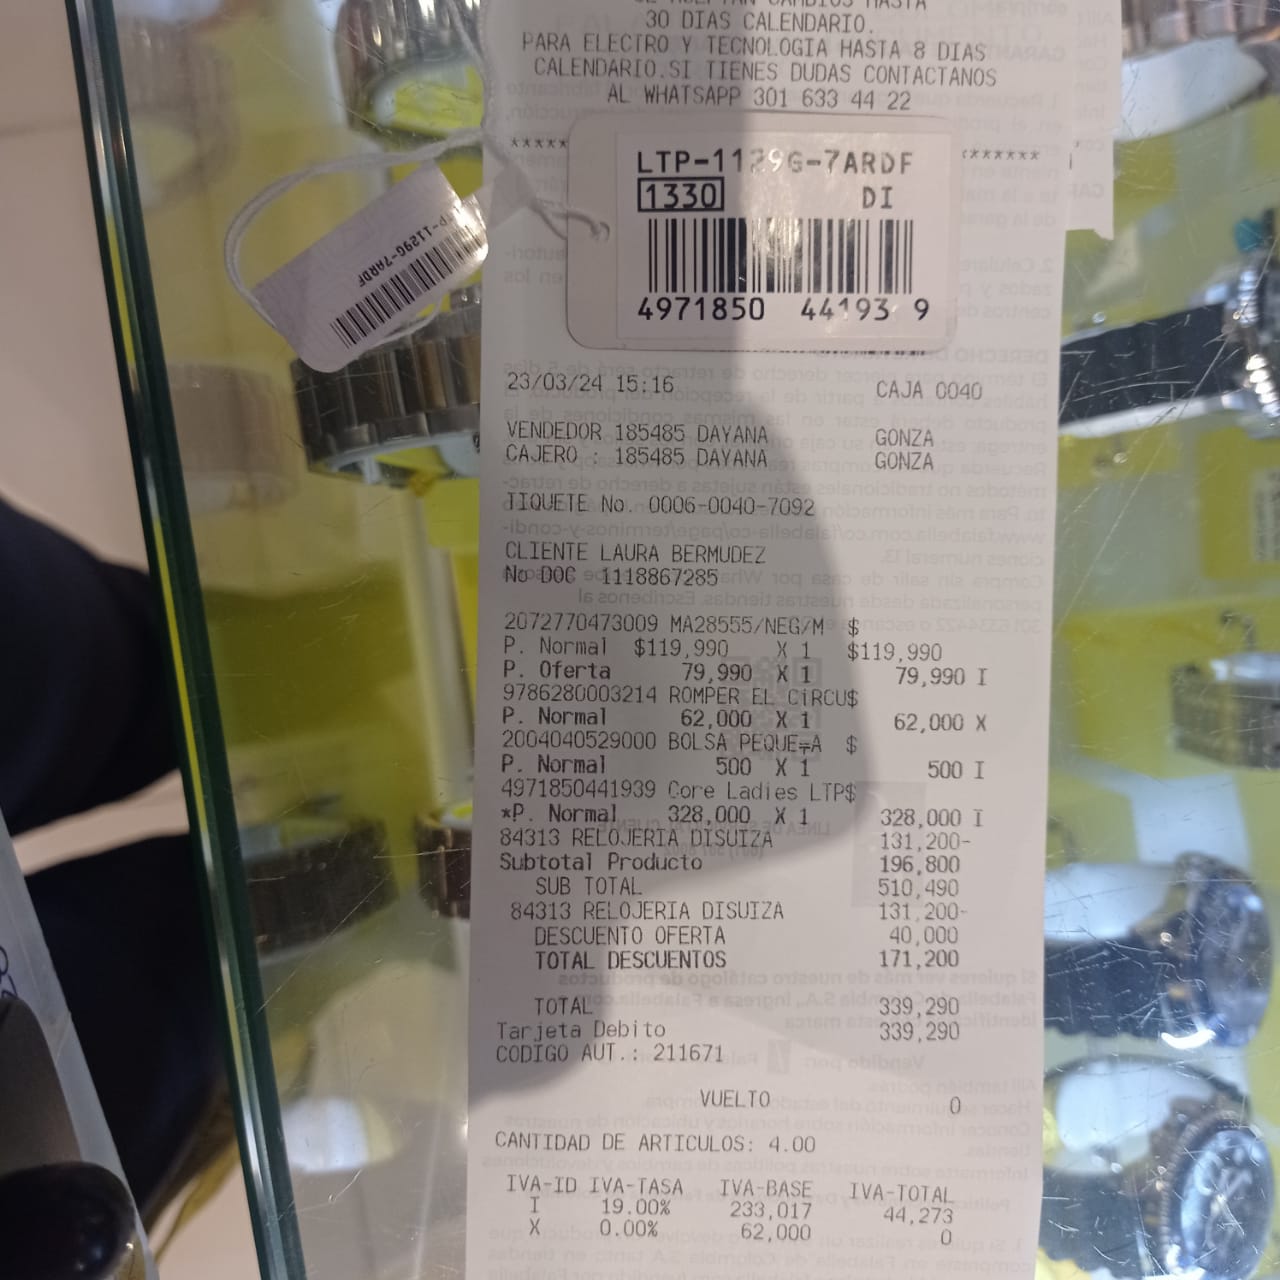 SE ACEPTAN CAMBIOS HASTA
30 DIAS CALENDARIO.
PARA ELECTRO Y TECNOLOGIA HASTA 8 DIAS
CALENDARIO.SI TIENES DUDAS CONTACTANOS
AL WHATSAPP 301 633 44 22
LTP-1129G-7ARDF
1330 DI
4971850 44193 9
LTP-1129G-7ARDF
23/03/24 15:16 CAJA 0040
VENDEDOR 185485 DAYANA GONZA
CAJERO : 185485 DAYANA GONZA
TIQUETE No. 0006-0040-7092
CLIENTE LAURA BERMUDEZ
No DOC 1118867285
2072770473009 MA28555/NEG/M $
P. Normal $119,990 X 1 $119,990
P. Oferta 79,990 X 1 79,990 I
9786280003214 ROMPER EL CiRCU$
P. Normal 62,000 X 1 62,000 X
2004040529000 BOLSA PEQUE¬A $
P. Normal 500 X 1 500 I
4971850441939 Core Ladies LTP$
*P. Normal 328,000 X 1 328,000 I
84313 RELOJERIA DISUIZA 131,200-
Subtotal Producto 196,800
SUB TOTAL 510,490
84313 RELOJERIA DISUIZA 131,200-
DESCUENTO OFERTA 40,000
TOTAL DESCUENTOS 171,200
TOTAL 339,290
Tarjeta Debito 339,290
CODIGO AUT.: 211671
VUELTO 0
CANTIDAD DE ARTICULOS: 4.00
IVA-ID IVA-TASA IVA-BASE IVA-TOTAL
I 19.00% 233,017 44,273
X 0.00% 62,000 0